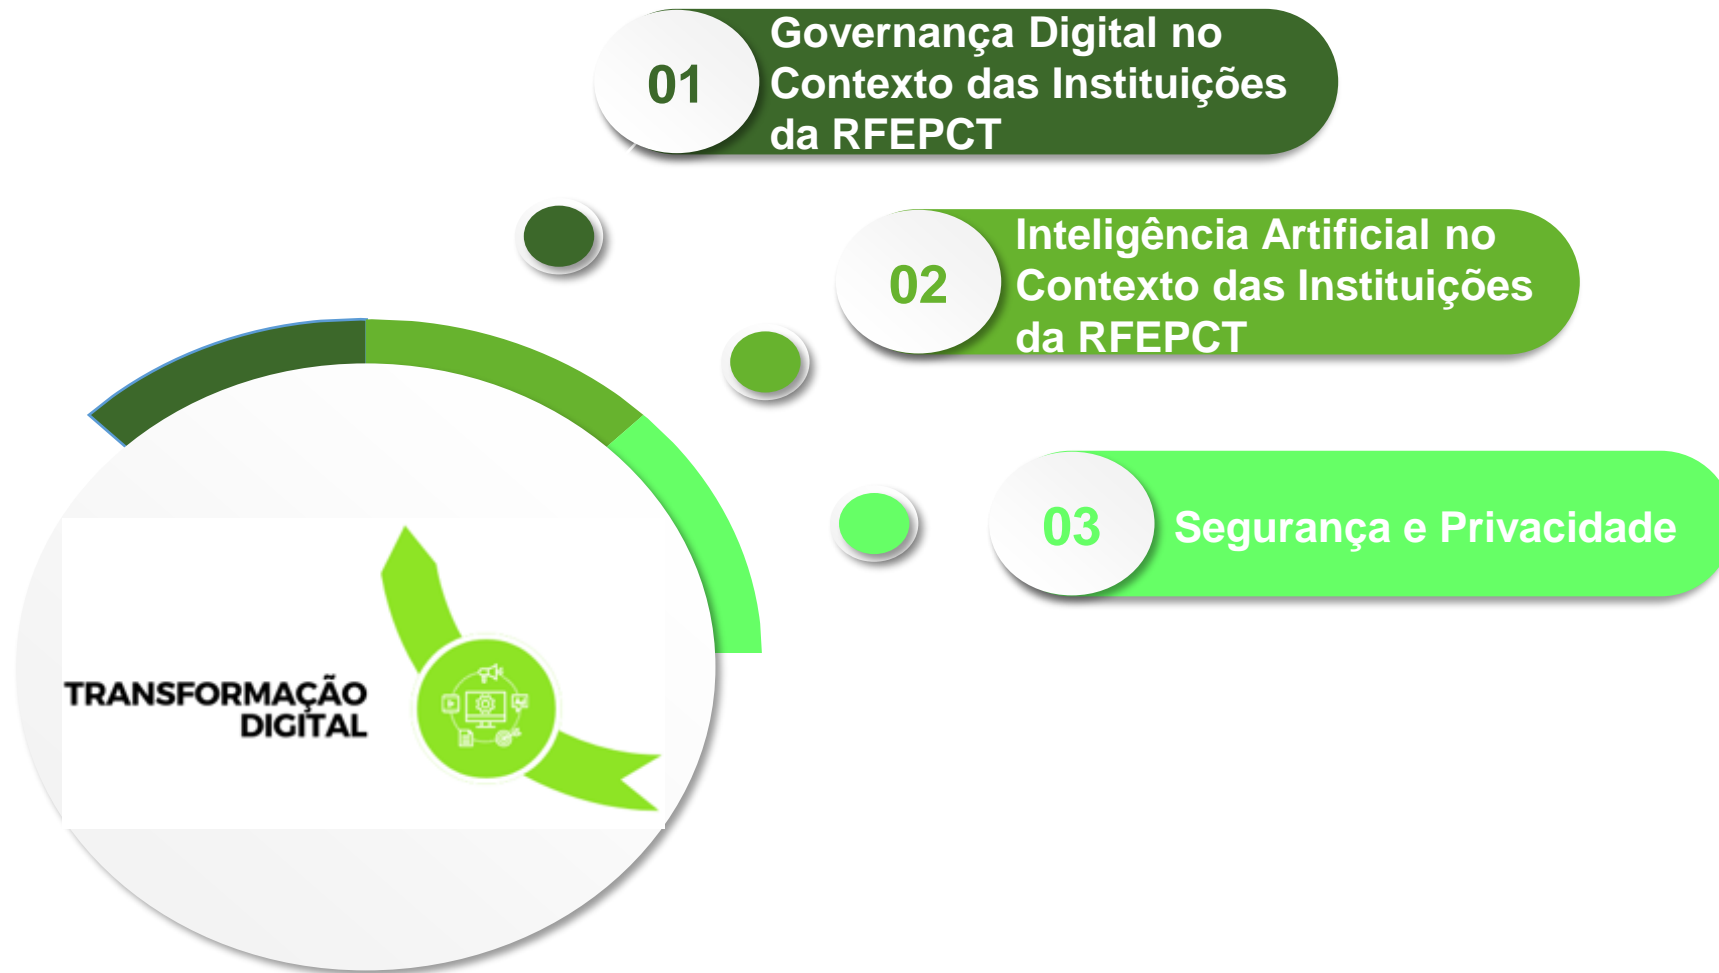 01
Governança Digital no
Contexto das Instituições
da RFEPCT
02
Inteligência Artificial no
Contexto das Instituições
da RFEPCT
03
Segurança e Privacidade
TRANSFORMAÇÃO
DIGITAL